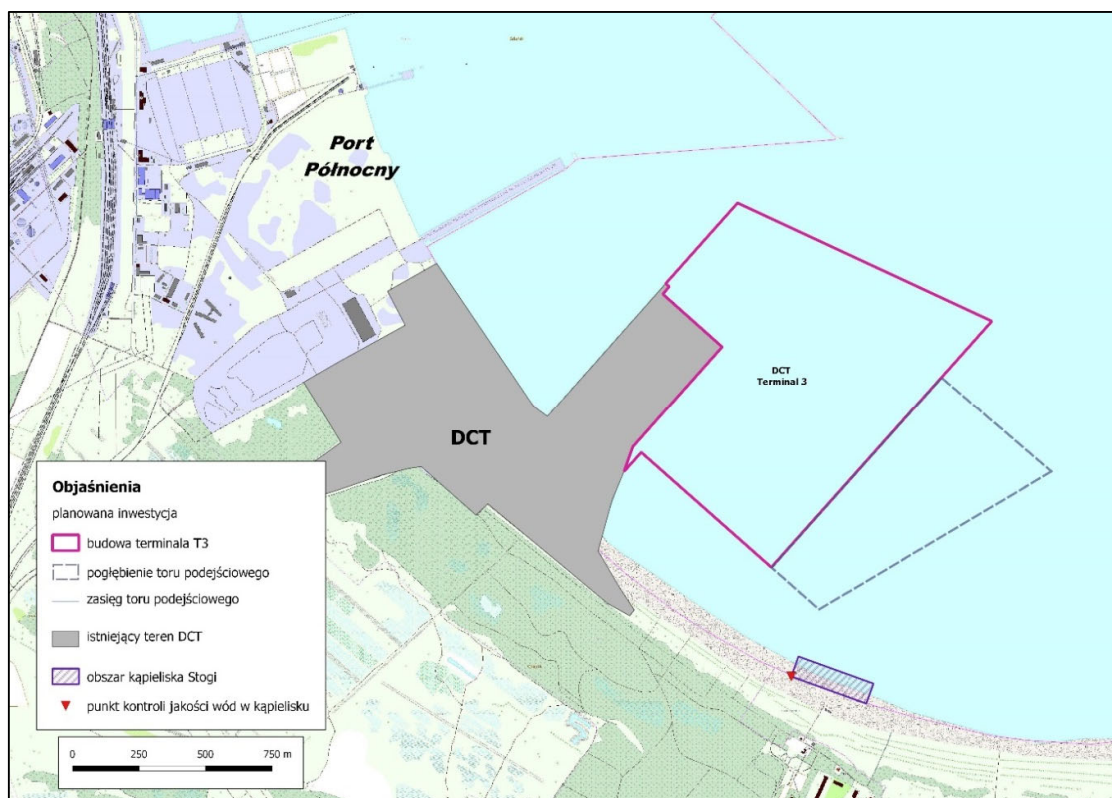 Port
Północny
DCT
Terminal 3
DCT
Objaśnienia
planowana inwestycja
budowa terminala T3
pogłębienie toru podejściowego
zasięg toru podejściowego
istniejący teren DCT
obszar kąpieliska Stogi
punkt kontroli jakości wód w kąpielisku
0 250 500 750 m